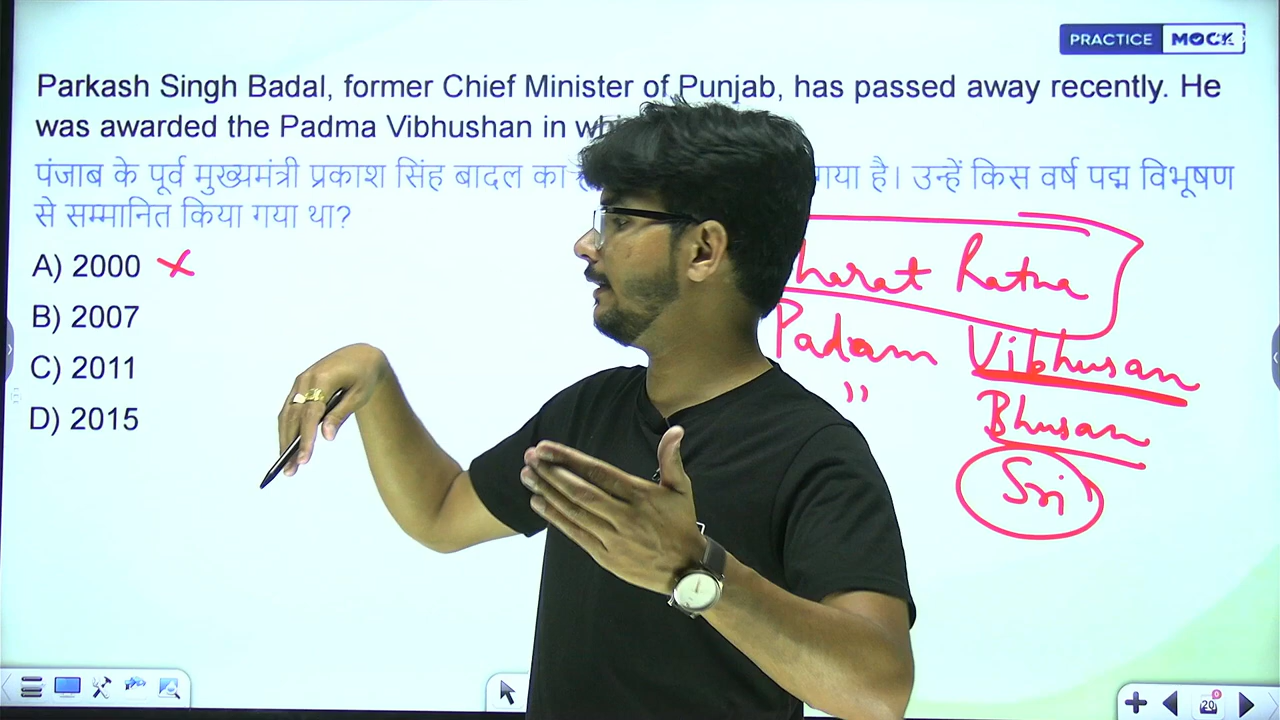 PRACTICE MOCK
Parkash Singh Badal, former Chief Minister of Punjab, has passed away recently. He
was awarded the Padma Vibhushan in
पंजाब के पूर्व मुख्यमंत्री प्रकाश सिंह बादल का गया है। उन्हें किस वर्ष पद्म विभूषण
से सम्मानित किया गया था?
A) 2000 X
B) 2007
C) 2011
D) 2015
Ratna
Padam Vibhusan
" Bhusan
Sri
20